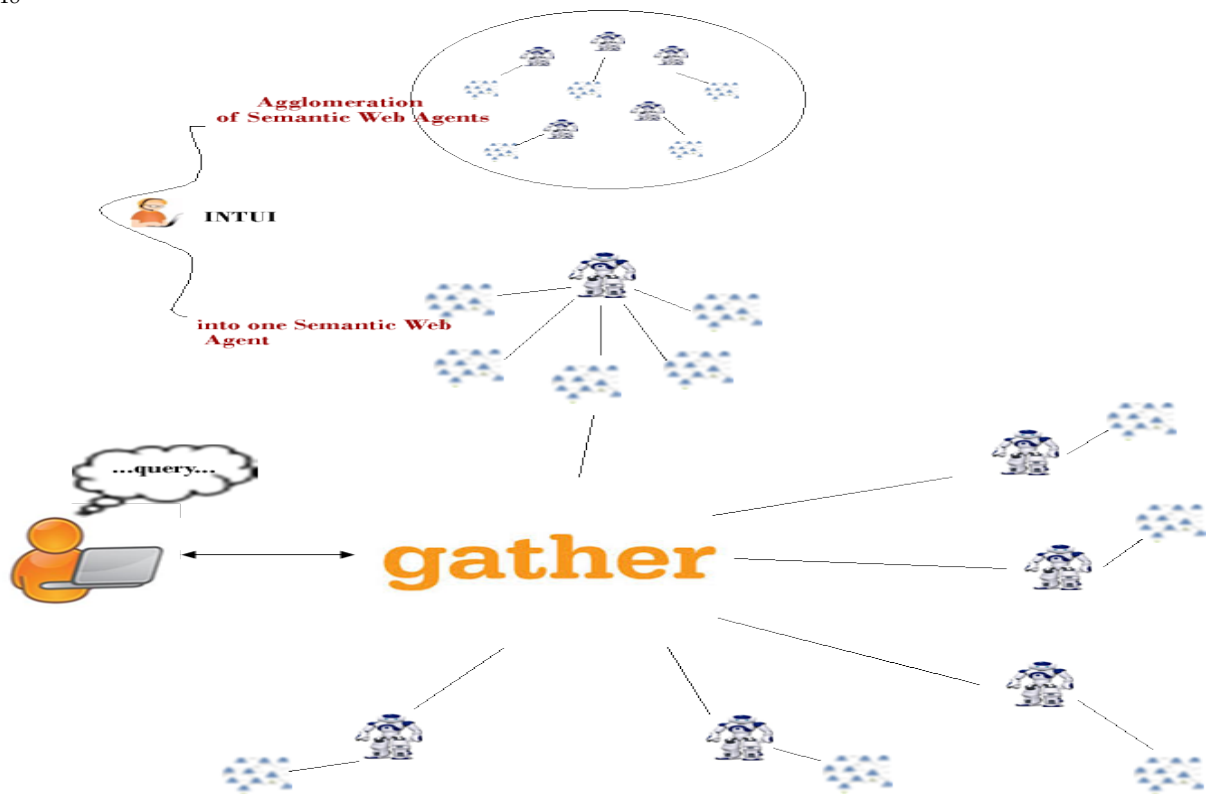 Agglomeration
of Semantic Web Agents
INTUI
into one Semantic Web
Agent
...query...
gather